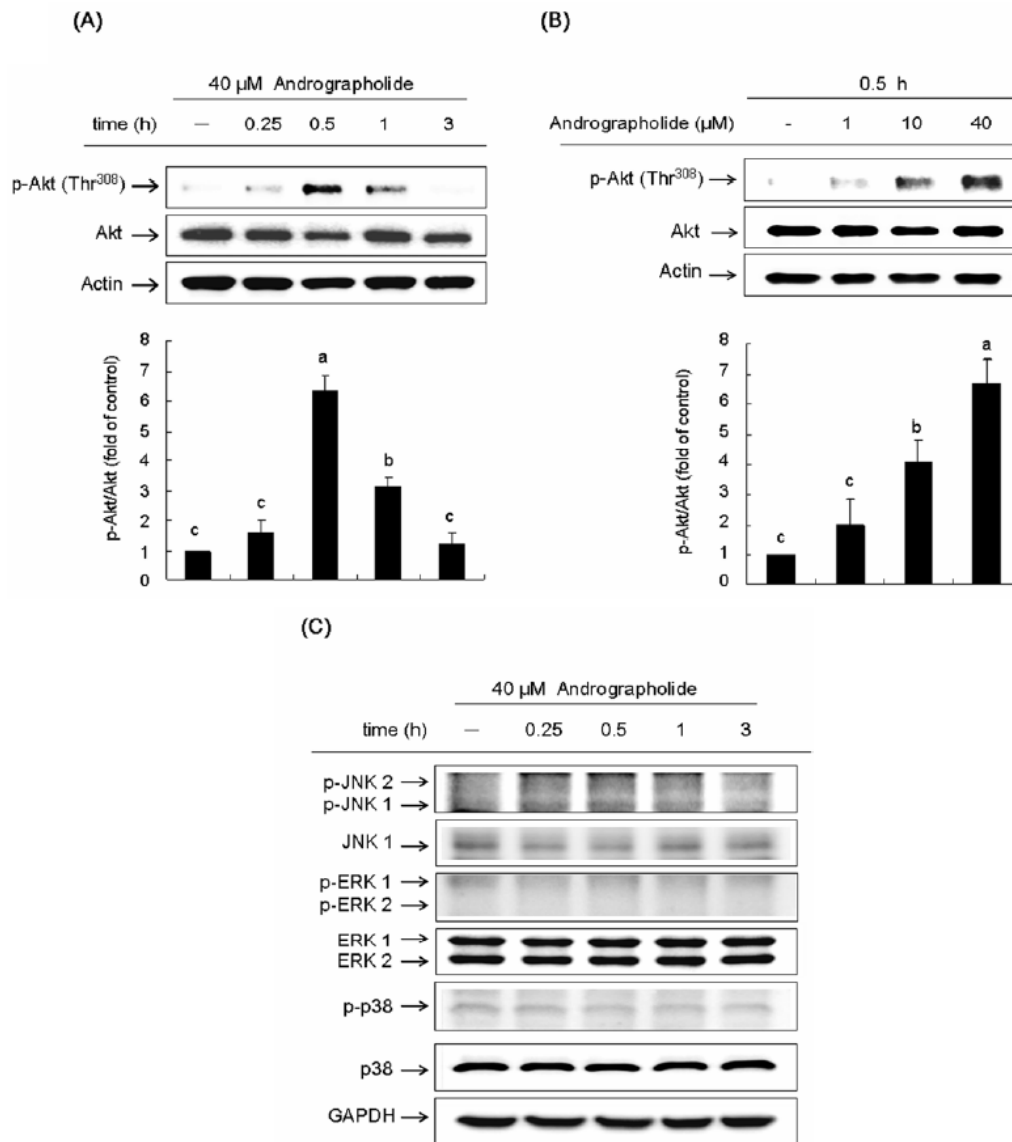 (A)
40 µM Andrographolide
time (h) — 0.25 0.5 1 3
p-Akt (Thr³⁰⁸)
Akt
Actin
p-Akt/Akt (fold of control)
8
7
6
5
4
3
2
1
0
c c a b c
(B)
0.5 h
Andrographolide (µM) - 1 10 40
p-Akt (Thr³⁰⁸)
Akt
Actin
p-Akt/Akt (fold of control)
8
7
6
5
4
3
2
1
0
c c b a
(C)
40 µM Andrographolide
time (h) — 0.25 0.5 1 3
p-JNK 2
p-JNK 1
JNK 1
p-ERK 1
p-ERK 2
ERK 1
ERK 2
p-p38
p38
GAPDH